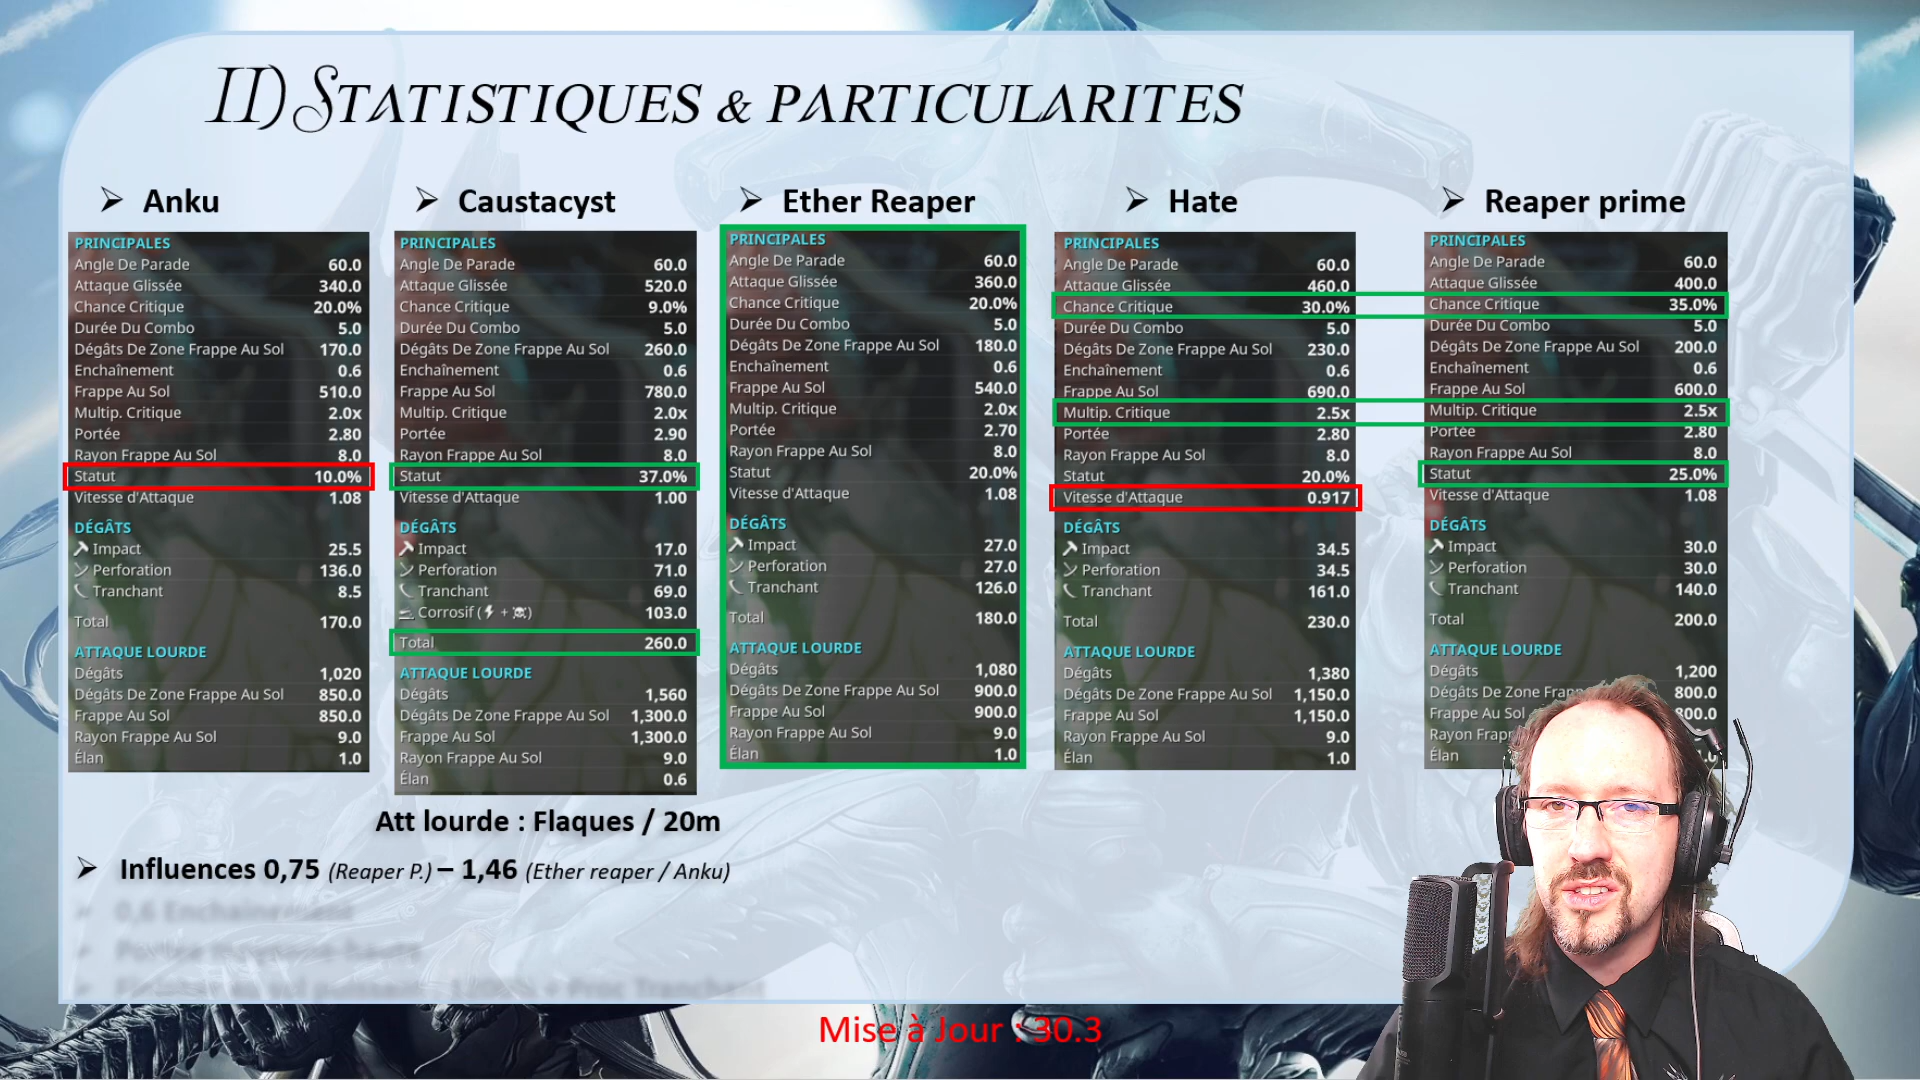 II) STATISTIQUES & PARTICULARITES
➢ Anku
PRINCIPALES
Angle De Parade 60.0
Attaque Glissée 340.0
Chance Critique 20.0%
Durée Du Combo 5.0
Dégâts De Zone Frappe Au Sol 170.0
Enchaînement 0.6
Frappe Au Sol 510.0
Multip. Critique 2.0x
Portée 2.80
Rayon Frappe Au Sol 8.0
Statut 10.0%
Vitesse d'Attaque 1.08
DÉGÂTS
Impact 25.5
Perforation 136.0
Tranchant 8.5
Total 170.0
ATTAQUE LOURDE
Dégâts 1,020
Dégâts De Zone Frappe Au Sol 850.0
Frappe Au Sol 850.0
Rayon Frappe Au Sol 9.0
Élan 1.0
➢ Caustacyst
PRINCIPALES
Angle De Parade 60.0
Attaque Glissée 520.0
Chance Critique 9.0%
Durée Du Combo 5.0
Dégâts De Zone Frappe Au Sol 260.0
Enchaînement 0.6
Frappe Au Sol 780.0
Multip. Critique 2.0x
Portée 2.90
Rayon Frappe Au Sol 8.0
Statut 37.0%
Vitesse d'Attaque 1.00
DÉGÂTS
Impact 17.0
Perforation 71.0
Tranchant 69.0
Corrosif ( + ) 103.0
Total 260.0
ATTAQUE LOURDE
Dégâts 1,560
Dégâts De Zone Frappe Au Sol 1,300.0
Frappe Au Sol 1,300.0
Rayon Frappe Au Sol 9.0
Élan 0.6
Att lourde : Flaques / 20m
➢ Ether Reaper
PRINCIPALES
Angle De Parade 60.0
Attaque Glissée 360.0
Chance Critique 20.0%
Durée Du Combo 5.0
Dégâts De Zone Frappe Au Sol 180.0
Enchaînement 0.6
Frappe Au Sol 540.0
Multip. Critique 2.0x
Portée 2.70
Rayon Frappe Au Sol 8.0
Statut 20.0%
Vitesse d'Attaque 1.08
DÉGÂTS
Impact 27.0
Perforation 27.0
Tranchant 126.0
Total 180.0
ATTAQUE LOURDE
Dégâts 1,080
Dégâts De Zone Frappe Au Sol 900.0
Frappe Au Sol 900.0
Rayon Frappe Au Sol 9.0
Élan 1.0
➢ Hate
PRINCIPALES
Angle De Parade 60.0
Attaque Glissée 460.0
Chance Critique 30.0%
Durée Du Combo 5.0
Dégâts De Zone Frappe Au Sol 230.0
Enchaînement 0.6
Frappe Au Sol 690.0
Multip. Critique 2.5x
Portée 2.80
Rayon Frappe Au Sol 8.0
Statut 20.0%
Vitesse d'Attaque 0.917
DÉGÂTS
Impact 34.5
Perforation 34.5
Tranchant 161.0
Total 230.0
ATTAQUE LOURDE
Dégâts 1,380
Dégâts De Zone Frappe Au Sol 1,150.0
Frappe Au Sol 1,150.0
Rayon Frappe Au Sol 9.0
Élan 1.0
➢ Reaper prime
PRINCIPALES
Angle De Parade 60.0
Attaque Glissée 400.0
Chance Critique 35.0%
Durée Du Combo 5.0
Dégâts De Zone Frappe Au Sol 200.0
Enchaînement 0.6
Frappe Au Sol 600.0
Multip. Critique 2.5x
Portée 2.80
Rayon Frappe Au Sol 8.0
Statut 25.0%
Vitesse d'Attaque 1.08
DÉGÂTS
Impact 30.0
Perforation 30.0
Tranchant 140.0
Total 200.0
ATTAQUE LOURDE
Dégâts 1,200
Dégâts De Zone 800.0
Frappe Au Sol 800.0
Rayon
Élan
➢ Influences 0,75 (Reaper P.) – 1,46 (Ether reaper / Anku)
Mise à Jour : 30.3